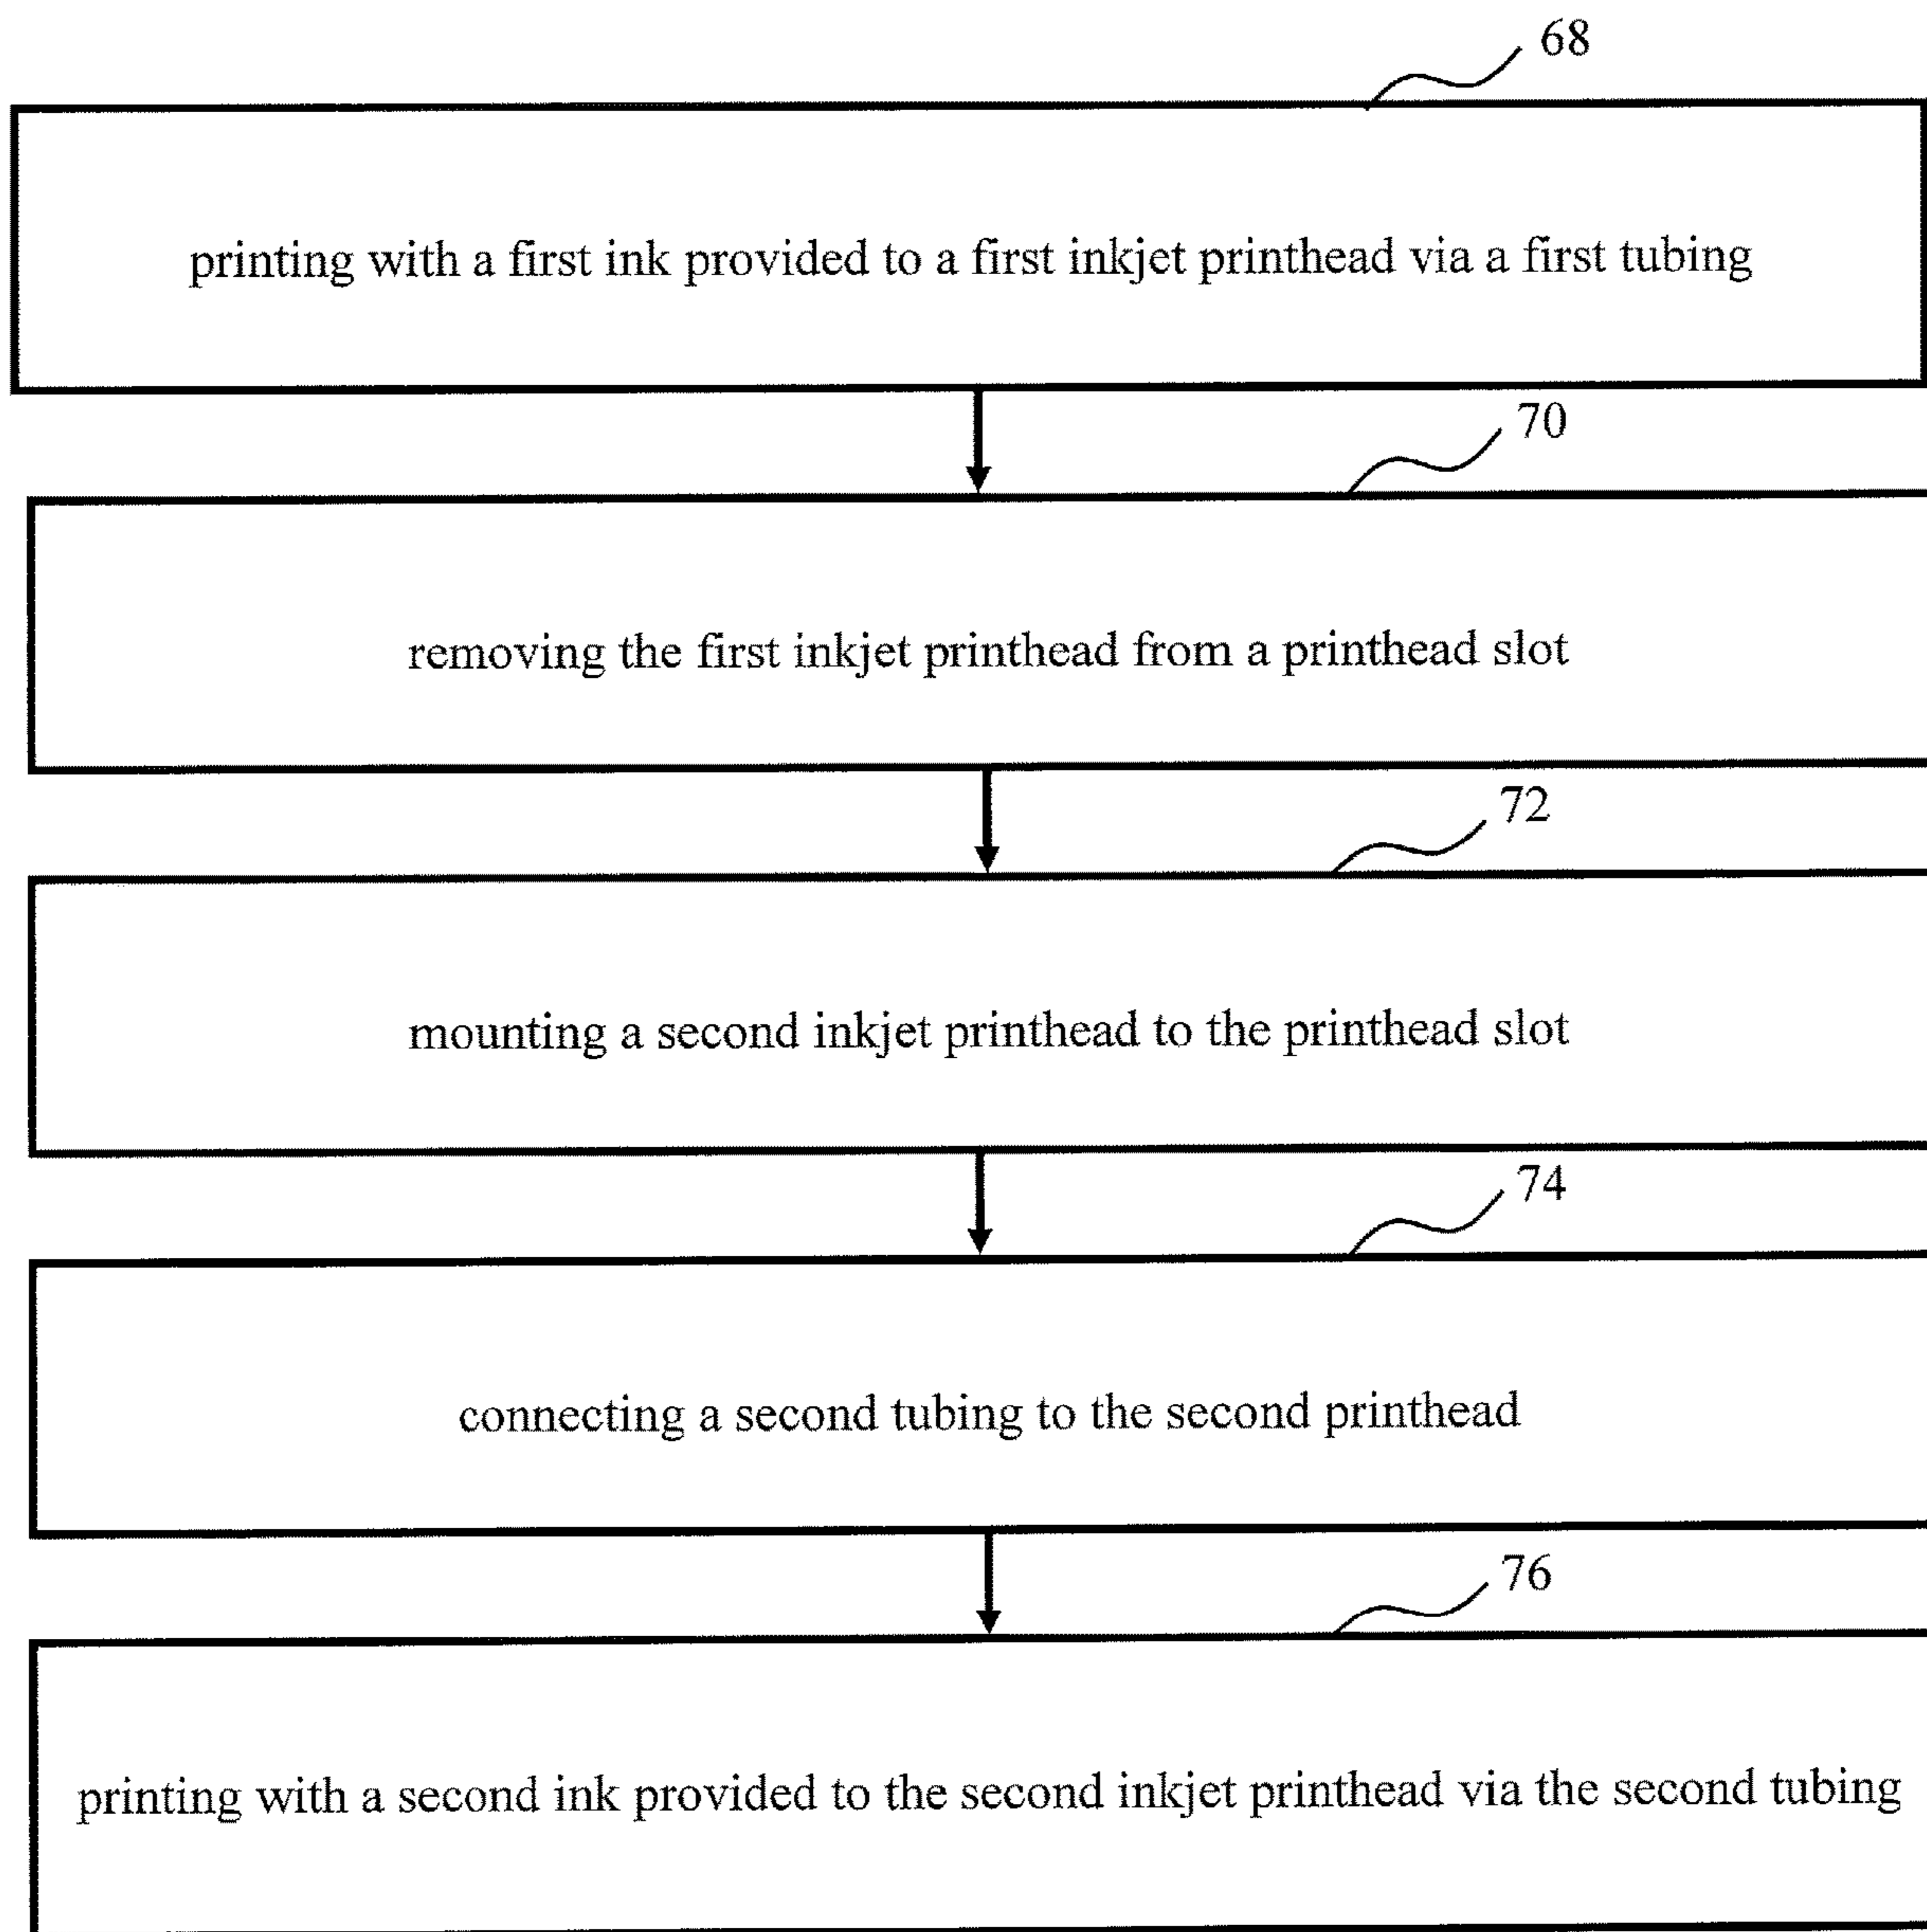 68
printing with a first ink provided to a first inkjet printhead via a first tubing
70
removing the first inkjet printhead from a printhead slot
72
mounting a second inkjet printhead to the printhead slot
74
connecting a second tubing to the second printhead
76
printing with a second ink provided to the second inkjet printhead via the second tubing